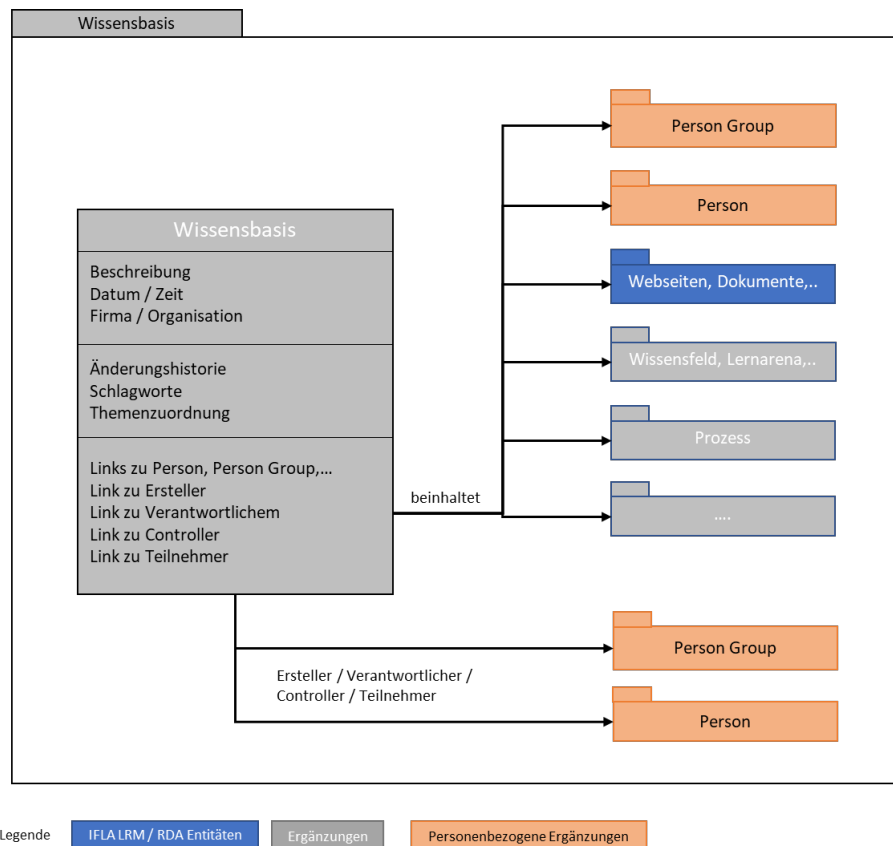 Wissensbasis
Person Group
Person
Webseiten, Dokumente,..
Wissensfeld, Lernarena,..
Prozess
....
Wissensbasis
Beschreibung
Datum / Zeit
Firma / Organisation
Änderungshistorie
Schlagworte
Themenzuordnung
Links zu Person, Person Group,...
Link zu Ersteller
Link zu Verantwortlichem
Link zu Controller
Link zu Teilnehmer
beinhaltet
Ersteller / Verantwortlicher /
Controller / Teilnehmer
Person Group
Person
Legende
IFLA LRM / RDA Entitäten
Ergänzungen
Personenbezogene Ergänzungen